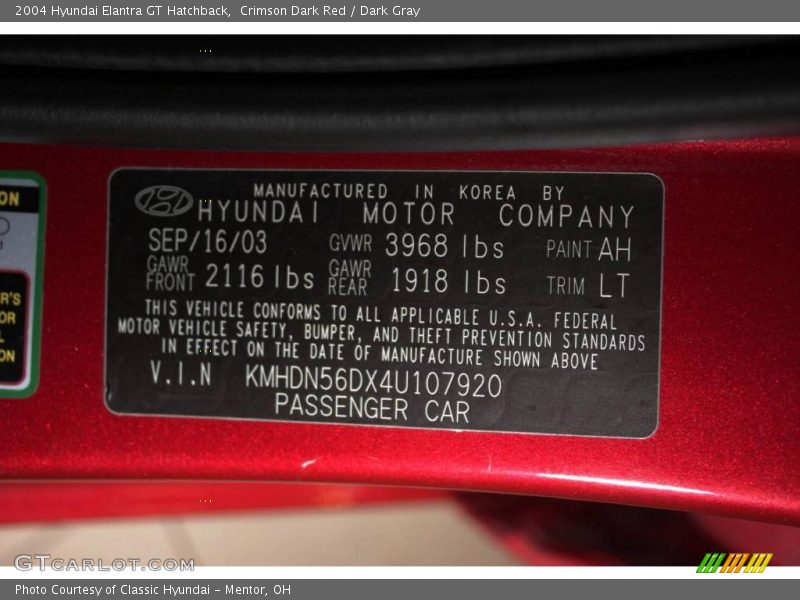 2004 Hyundai Elantra GT Hatchback,  Crimson Dark Red / Dark Gray
MANUFACTURED IN KOREA BY
HYUNDAI MOTOR COMPANY
SEP/16/03 GVWR 3968 lbs PAINT AH
GAWR FRONT 2116 lbs GAWR REAR 1918 lbs TRIM LT
THIS VEHICLE CONFORMS TO ALL APPLICABLE U.S.A. FEDERAL
MOTOR VEHICLE SAFETY, BUMPER, AND THEFT PREVENTION STANDARDS
IN EFFECT ON THE DATE OF MANUFACTURE SHOWN ABOVE
V.I.N KMHDN56DX4U107920
PASSENGER CAR
GTCARLOT.COM
Photo Courtesy of Classic Hyundai - Mentor, OH